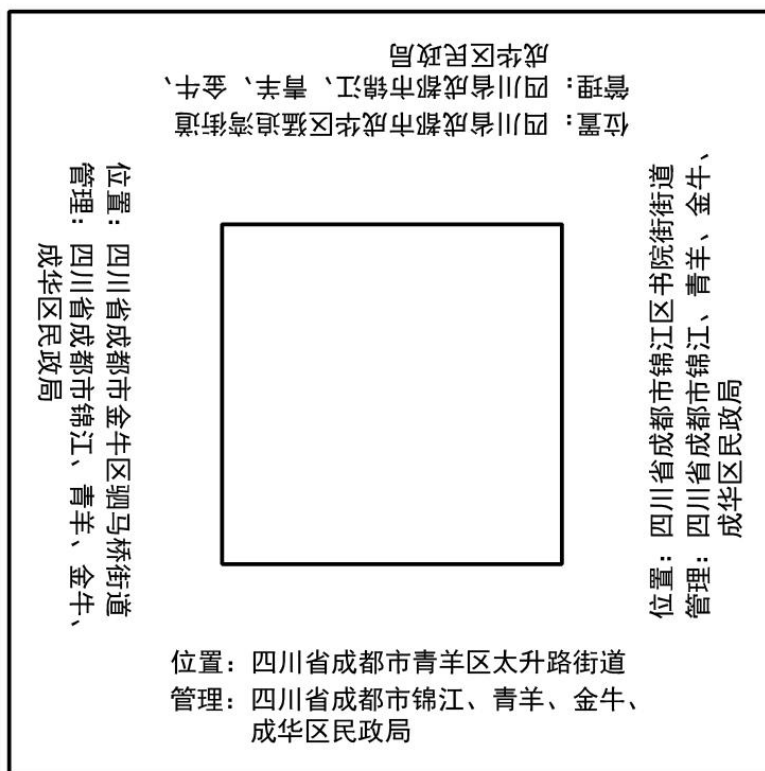 位置：四川省成都市成华区猛追湾街道
管理：四川省成都市锦江、青羊、金牛、
成华区民政局
位置：四川省成都市金牛区驷马桥街道
管理：四川省成都市锦江、青羊、金牛、
成华区民政局
位置：四川省成都市锦江区书院街街道
管理：四川省成都市锦江、青羊、金牛、
成华区民政局
位置：四川省成都市青羊区太升路街道
管理：四川省成都市锦江、青羊、金牛、
成华区民政局